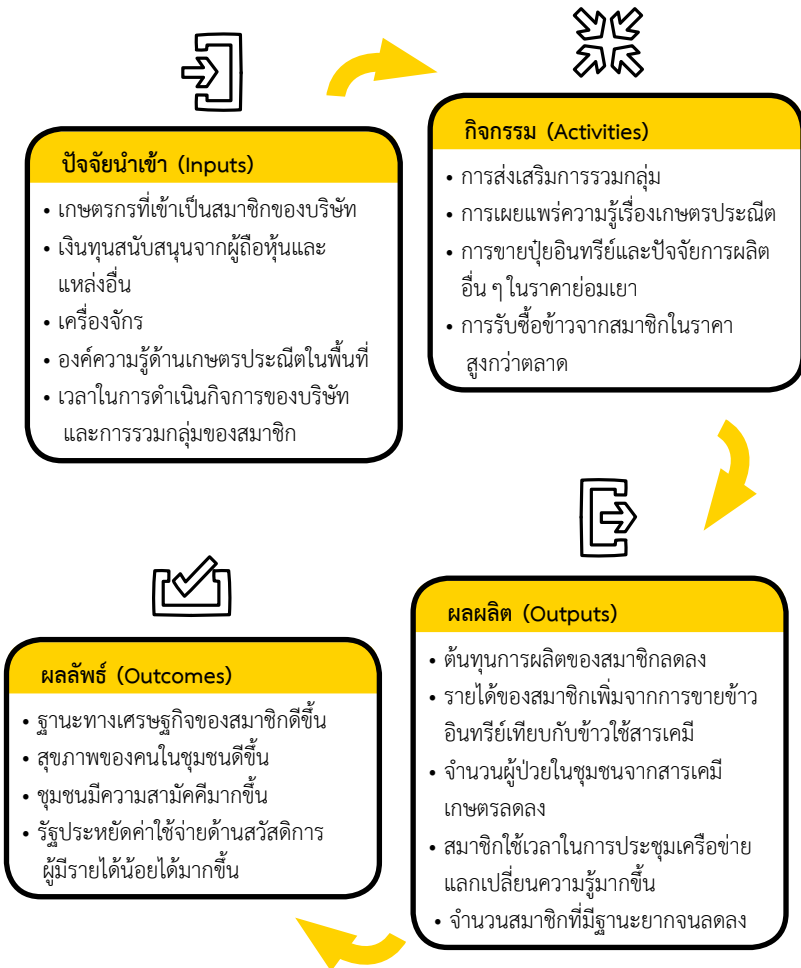 ปัจจัยนำเข้า (Inputs)
• เกษตรกรที่เข้าเป็นสมาชิกของบริษัท
• เงินทุนสนับสนุนจากผู้ถือหุ้นและ
แหล่งอื่น
• เครื่องจักร
• องค์ความรู้ด้านเกษตรประณีตในพื้นที่
• เวลาในการดำเนินกิจการของบริษัท
และการรวมกลุ่มของสมาชิก
กิจกรรม (Activities)
• การส่งเสริมการรวมกลุ่ม
• การเผยแพร่ความรู้เรื่องเกษตรประณีต
• การขายปุ๋ยอินทรีย์และปัจจัยการผลิต
อื่น ๆ ในราคาย่อมเยา
• การรับซื้อข้าวจากสมาชิกในราคา
สูงกว่าตลาด
ผลผลิต (Outputs)
• ต้นทุนการผลิตของสมาชิกลดลง
• รายได้ของสมาชิกเพิ่มจากการขายข้าว
อินทรีย์เทียบกับข้าวใช้สารเคมี
• จำนวนผู้ป่วยในชุมชนจากสารเคมี
เกษตรลดลง
• สมาชิกใช้เวลาในการประชุมเครือข่าย
แลกเปลี่ยนความรู้มากขึ้น
• จำนวนสมาชิกที่มีฐานะยากจนลดลง
ผลลัพธ์ (Outcomes)
• ฐานะทางเศรษฐกิจของสมาชิกดีขึ้น
• สุขภาพของคนในชุมชนดีขึ้น
• ชุมชนมีความสามัคคีมากขึ้น
• รัฐประหยัดค่าใช้จ่ายด้านสวัสดิการ
ผู้มีรายได้น้อยได้มากขึ้น